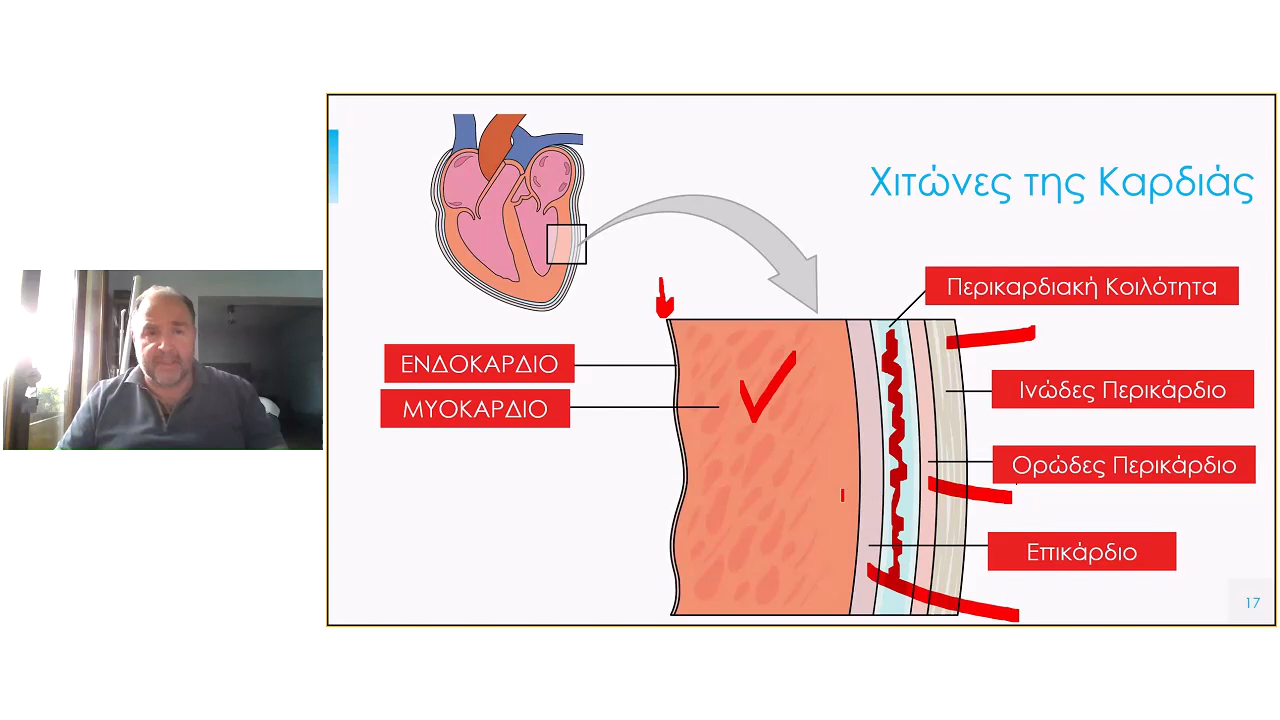 Χιτώνες της Καρδιάς
Περικαρδιακή Κοιλότητα
ΕΝΔΟΚΑΡΔΙΟ
ΜΥΟΚΑΡΔΙΟ
Ινώδες Περικάρδιο
Ορώδες Περικάρδιο
Επικάρδιο
17